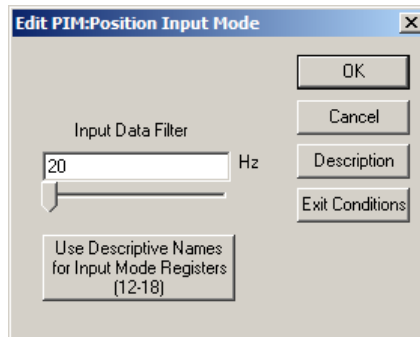 Edit PIM:Position Input Mode
OK
Cancel
Input Data Filter
20
Hz
Description
Exit Conditions
Use Descriptive Names
for Input Mode Registers
(12-18)